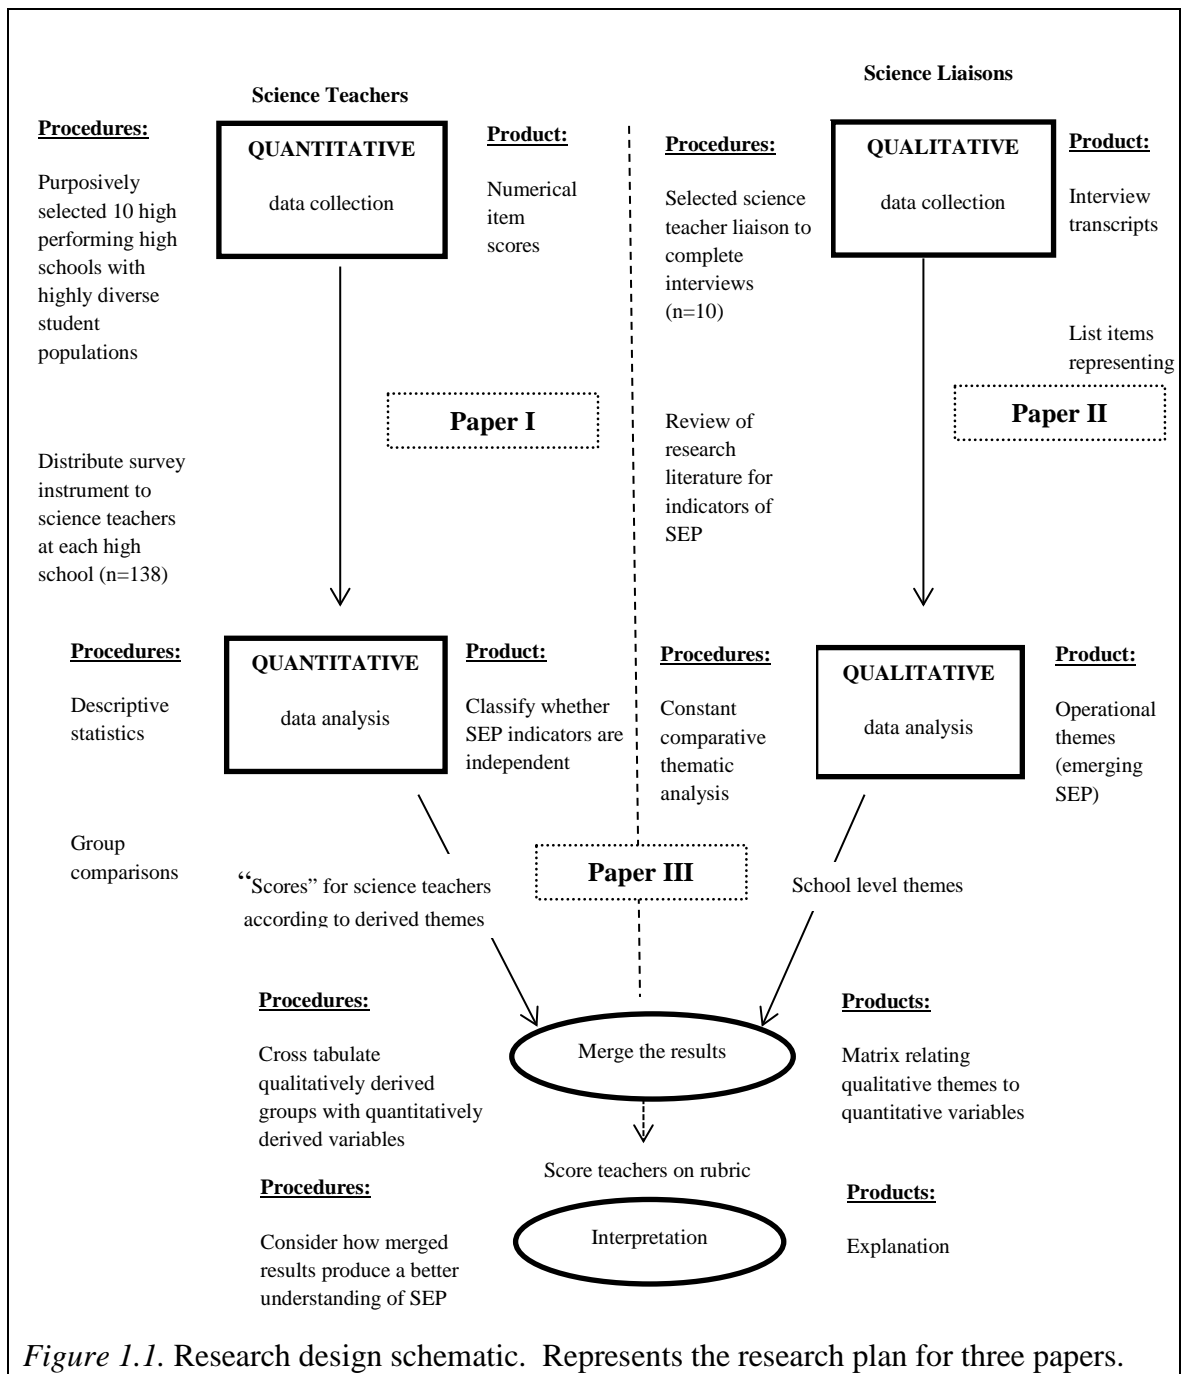 Science Teachers
Science Liaisons
Procedures:
Purposively
selected 10 high
performing high
schools with
highly diverse
student
populations
Distribute survey
instrument to
science teachers
at each high
school (n=138)
QUANTITATIVE
data collection
Product:
Numerical
item
scores
Paper I
Procedures:
Selected science
teacher liaison to
complete
interviews
(n=10)
Review of
research
literature for
indicators of
SEP
QUALITATIVE
data collection
Product:
Interview
transcripts
List items
representing
Paper II
Procedures:
Descriptive
statistics
Group
comparisons
QUANTITATIVE
data analysis
Product:
Classify whether
SEP indicators are
independent
Procedures:
Constant
comparative
thematic
analysis
QUALITATIVE
data analysis
Product:
Operational
themes
(emerging
SEP)
“Scores” for science teachers
according to derived themes
Paper III
School level themes
Procedures:
Cross tabulate
qualitatively derived
groups with quantitatively
derived variables
Merge the results
Products:
Matrix relating
qualitative themes to
quantitative variables
Score teachers on rubric
Procedures:
Consider how merged
results produce a better
understanding of SEP
Interpretation
Products:
Explanation
Figure 1.1. Research design schematic.  Represents the research plan for three papers.